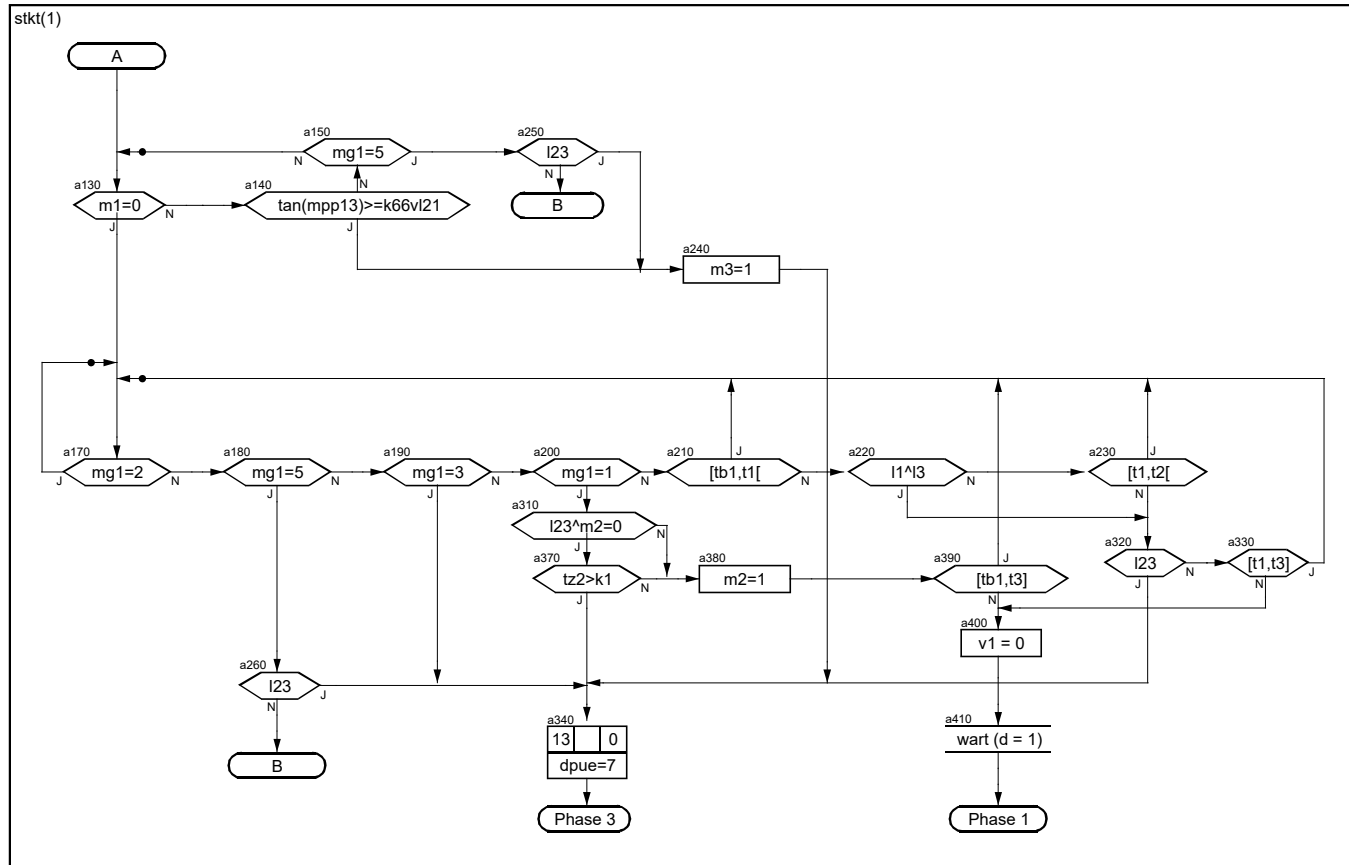 stkt(1)
A
a150
mg1=5
N
J
a250
l23
J
N
B
a130
m1=0
N
J
a140
N
tan(mpp13)>=k66vl21
J
a240
m3=1
a170
mg1=2
J
N
a180
mg1=5
J
N
a190
mg1=3
J
N
a200
mg1=1
J
N
a210
J
[tb1,t1[
N
a220
l1^l3
J
N
a230
J
[t1,t2[
N
a310
l23^m2=0
N
J
a370
tz2>k1
J
N
a380
m2=1
a390
J
[tb1,t3]
N
a320
l23
J
N
a330
[t1,t3]
N
J
a400
v1 = 0
a260
l23
N
J
B
a340
13 0
dpue=7
Phase 3
a410
wart (d = 1)
Phase 1